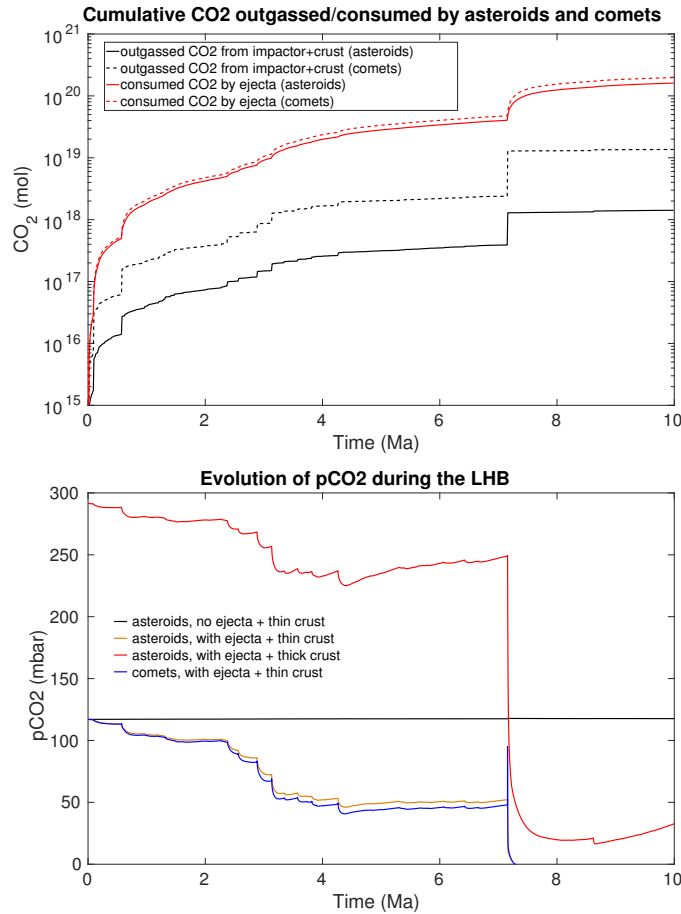 Cumulative CO2 outgassed/consumed by asteroids and comets
10^21
10^20
10^19
10^18
10^17
10^16
10^15
CO_2 (mol)
outgassed CO2 from impactor+crust (asteroids)
outgassed CO2 from impactor+crust (comets)
consumed CO2 by ejecta (asteroids)
consumed CO2 by ejecta (comets)
0 2 4 6 8 10
Time (Ma)
Evolution of pCO2 during the LHB
300
250
200
150
100
50
0
pCO2 (mbar)
asteroids, no ejecta + thin crust
asteroids, with ejecta + thin crust
asteroids, with ejecta + thick crust
comets, with ejecta + thin crust
0 2 4 6 8 10
Time (Ma)